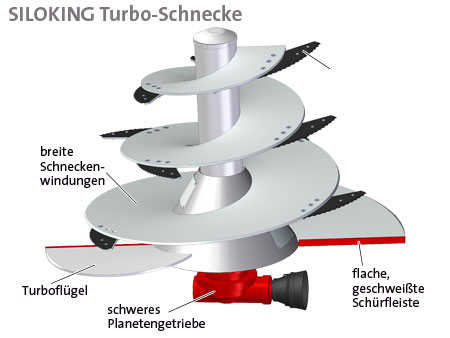 SILOKING Turbo-Schnecke
breite
Schnecken-
windungen
Turboflügel
schweres
Planetengetriebe
flache,
geschweißte
Schürfleiste